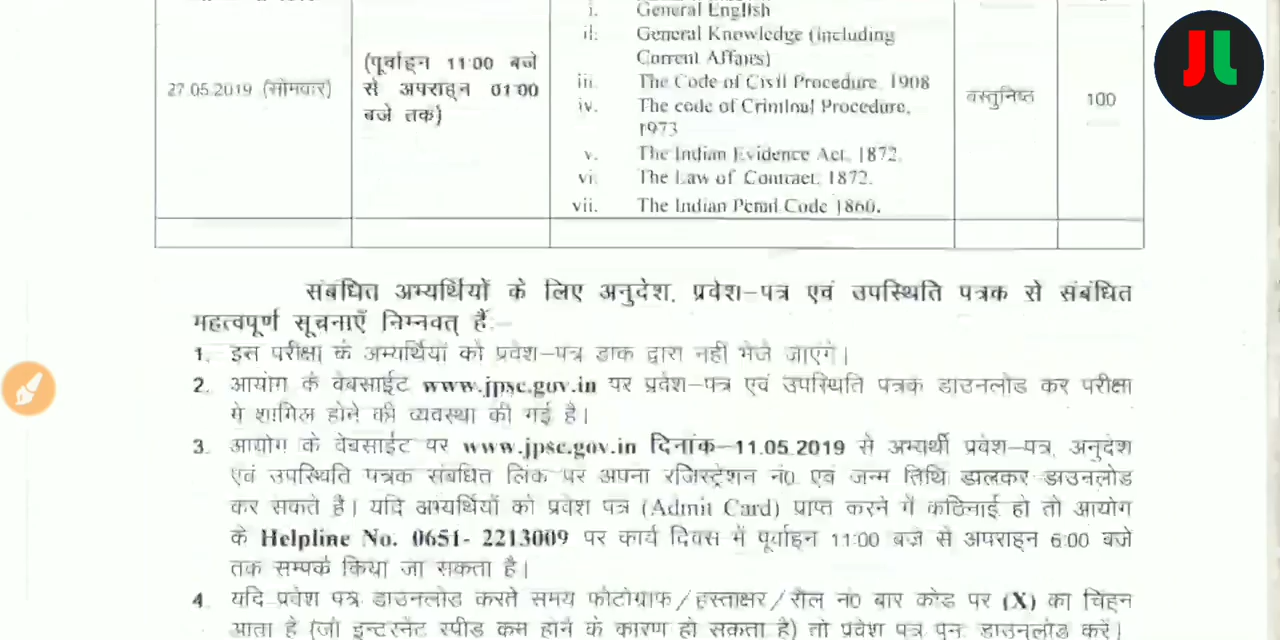 i. General English
ii. General Knowledge (including
Current Affairs)
27.05.2019 (सोमवार)
(पूर्वाह्न 11:00 बजे
से अपराह्न 01:00
बजे तक)
iii. The Code of Civil Procedure, 1908
iv. The code of Criminal Procedure,
1973
v. The Indian Evidence Act, 1872.
vi. The Law of Contract, 1872.
vii. The Indian Penal Code 1860.
वस्तुनिष्ठ
100
JL
संबंधित अभ्यर्थियों के लिए अनुदेश, प्रवेश-पत्र एवं उपस्थिति पत्रक से संबंधित
महत्वपूर्ण सूचनाएँ निम्नवत् हैं:-
1. इस परीक्षा के अभ्यर्थियों को प्रवेश-पत्र डाक द्वारा नहीं भेजे जाएंगे।
2. आयोग के वेबसाईट www.jpsc.gov.in पर प्रवेश-पत्र एवं उपस्थिति पत्रक डाउनलोड कर परीक्षा
में शामिल होने की व्यवस्था की गई है।
3. आयोग के वेबसाईट पर www.jpsc.gov.in दिनांक-11.05.2019 से अभ्यर्थी प्रवेश-पत्र, अनुदेश
एवं उपस्थिति पत्रक संबंधित लिंक पर अपना रजिस्ट्रेशन नं0 एवं जन्म तिथि डालकर डाउनलोड
कर सकते है। यदि अभ्यर्थियों को प्रवेश पत्र (Admit Card) प्राप्त करने में कठिनाई हो तो आयोग
के Helpline No. 0651- 2213009 पर कार्य दिवस में पूर्वाह्न 11:00 बजे से अपराह्न 6:00 बजे
तक सम्पर्क किया जा सकता है।
4. यदि प्रवेश पत्र डाउनलोड करते समय फोटोग्राफ/हस्ताक्षर/रौल नं0 बार कोड पर (X) का चिह्न
आता है (जो इन्टरनेट स्पीड कम होने के कारण हो सकता है) तो प्रवेश पत्र पुनः डाउनलोड करें।